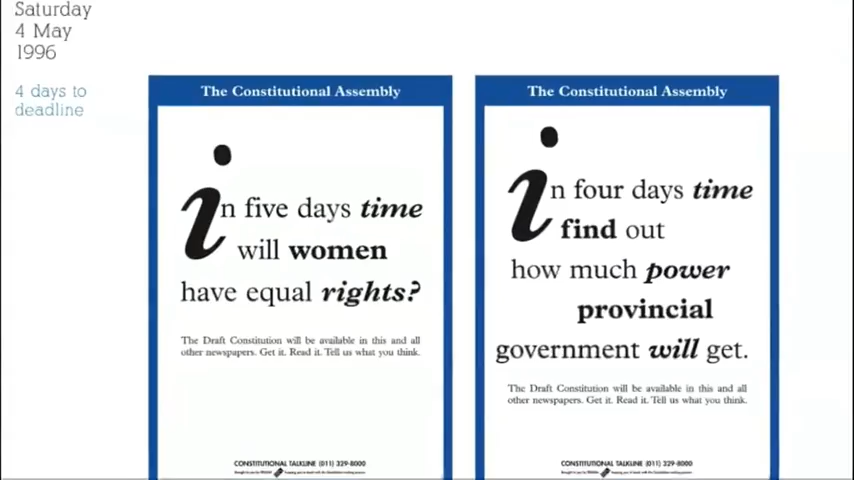 Saturday
4 May
1996
4 days to
deadline
The Constitutional Assembly
in five days time
will women
have equal rights?
The Draft Constitution will be available in this and all
other newspapers. Get it. Read it. Tell us what you think.
CONSTITUTIONAL TALKLINE (011) 329-8000
The Constitutional Assembly
in four days time
find out
how much power
provincial
government will get.
The Draft Constitution will be available in this and all
other newspapers. Get it. Read it. Tell us what you think.
CONSTITUTIONAL TALKLINE (011) 329-8000